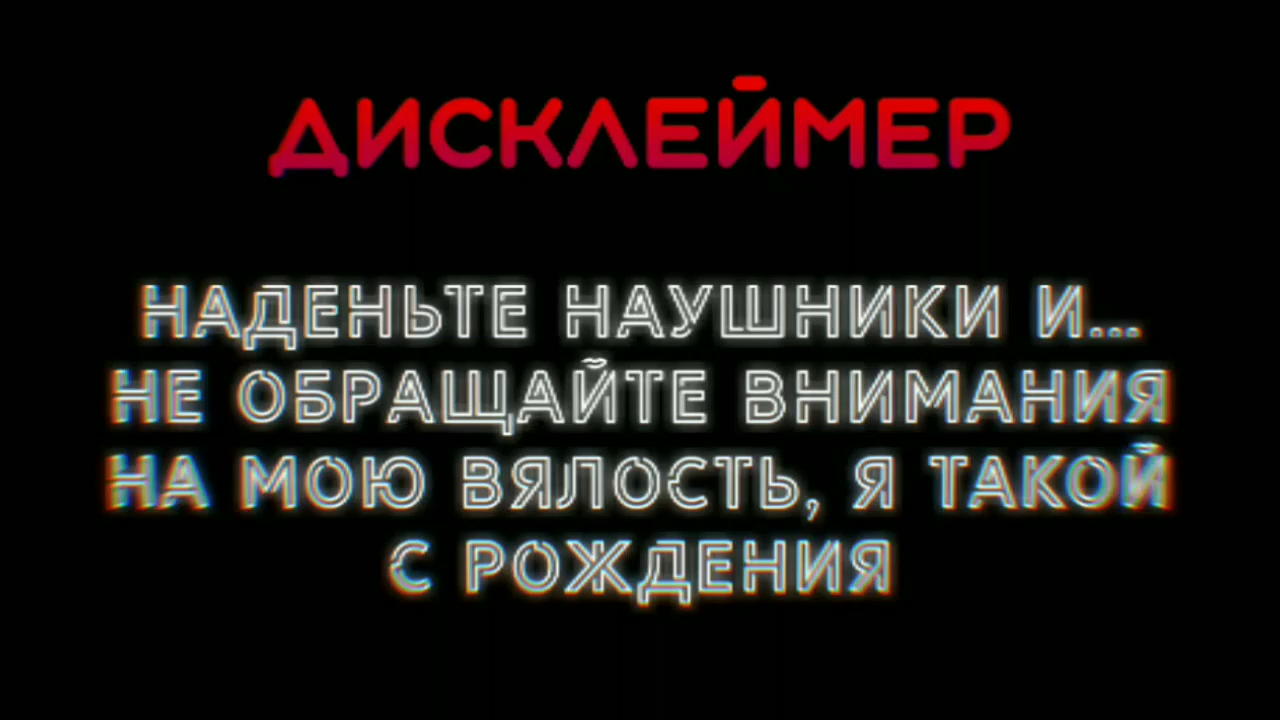 ДИСКЛЕЙМЕР
НАДЕНЬТЕ НАУШНИКИ И...
НЕ ОБРАЩАЙТЕ ВНИМАНИЯ
НА МОЮ ВЯЛОСТЬ, Я ТАКОЙ
С РОЖДЕНИЯ